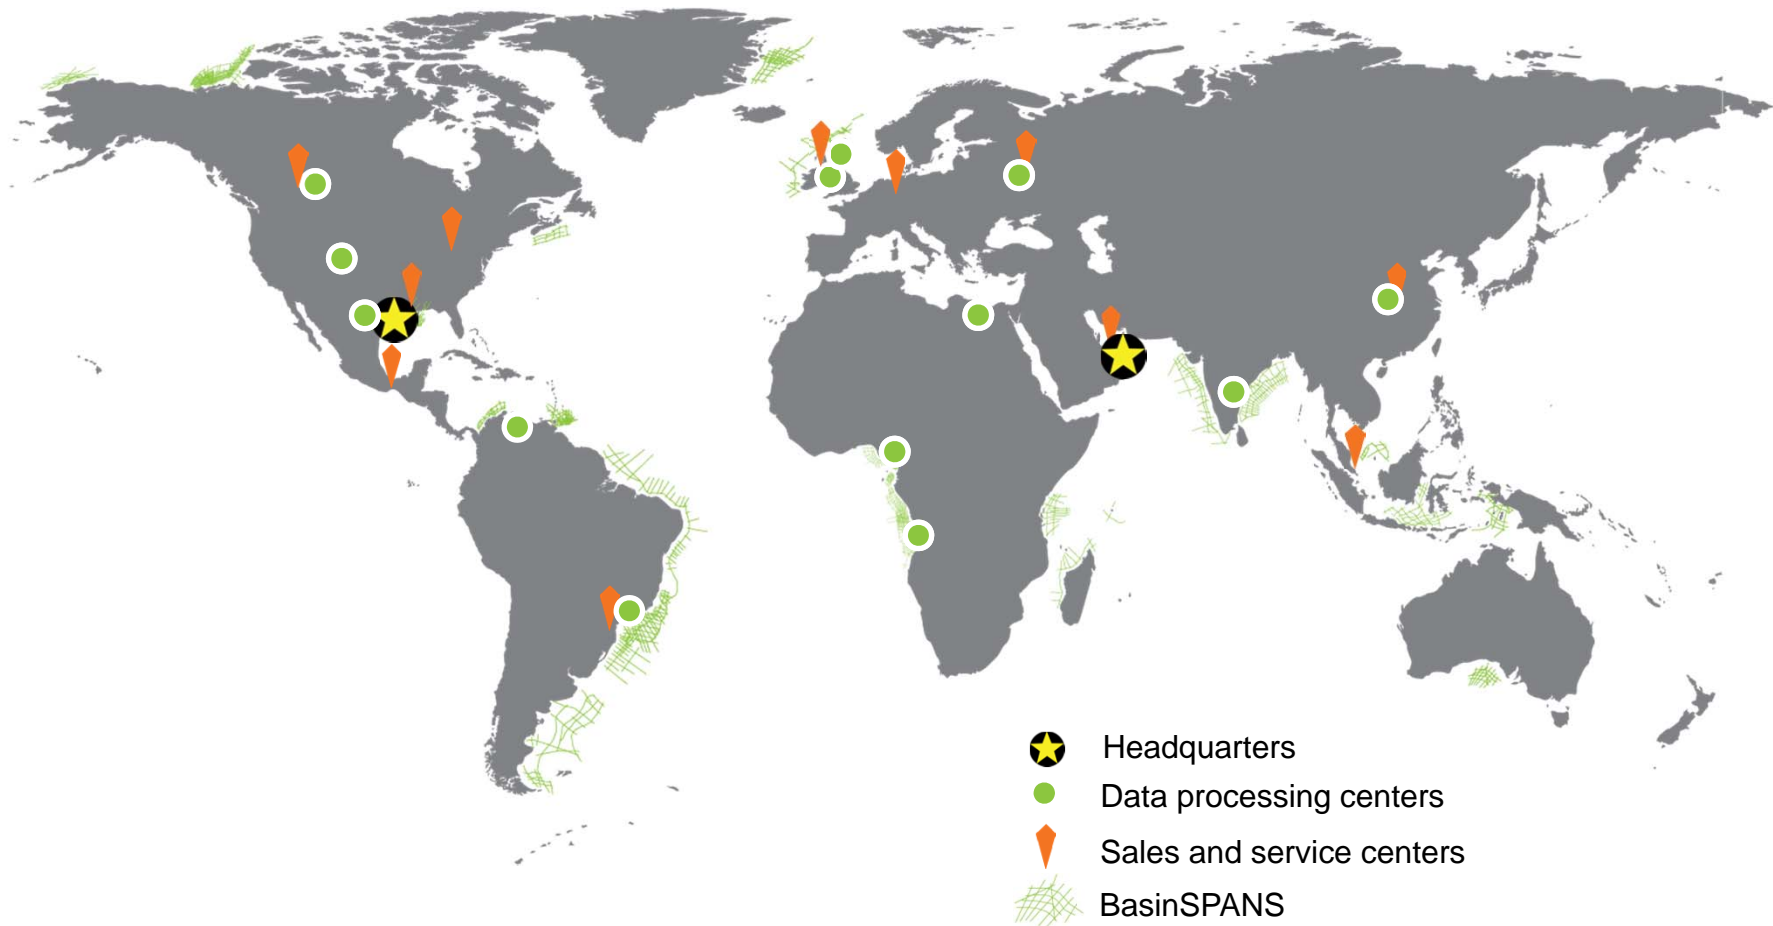 Headquarters
Data processing centers
Sales and service centers
BasinSPANS